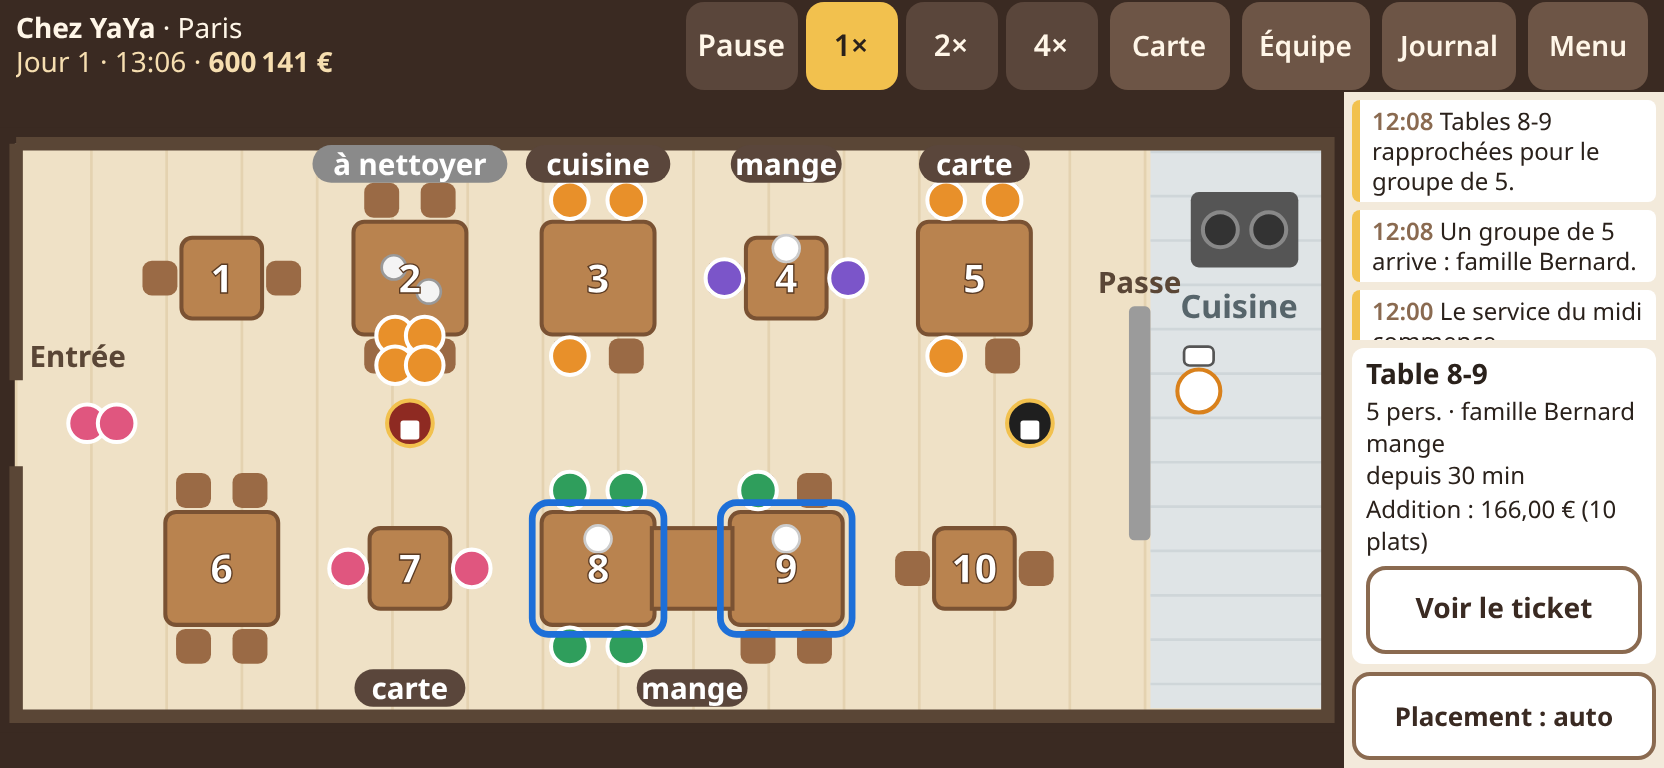 Chez YaYa · Paris
Jour 1 · 13:06 · 600 141 €
Pause
1×
2×
4×
Carte
Équipe
Journal
Menu
à nettoyer
cuisine
mange
carte
1
2
3
4
5
Passe
Cuisine
Entrée
6
7
8
9
10
carte
mange
12:08 Tables 8-9
rapprochées pour le
groupe de 5.
12:08 Un groupe de 5
arrive : famille Bernard.
12:00 Le service du midi
commence.
Table 8-9
5 pers. · famille Bernard
mange
depuis 30 min
Addition : 166,00 € (10
plats)
Voir le ticket
Placement : auto